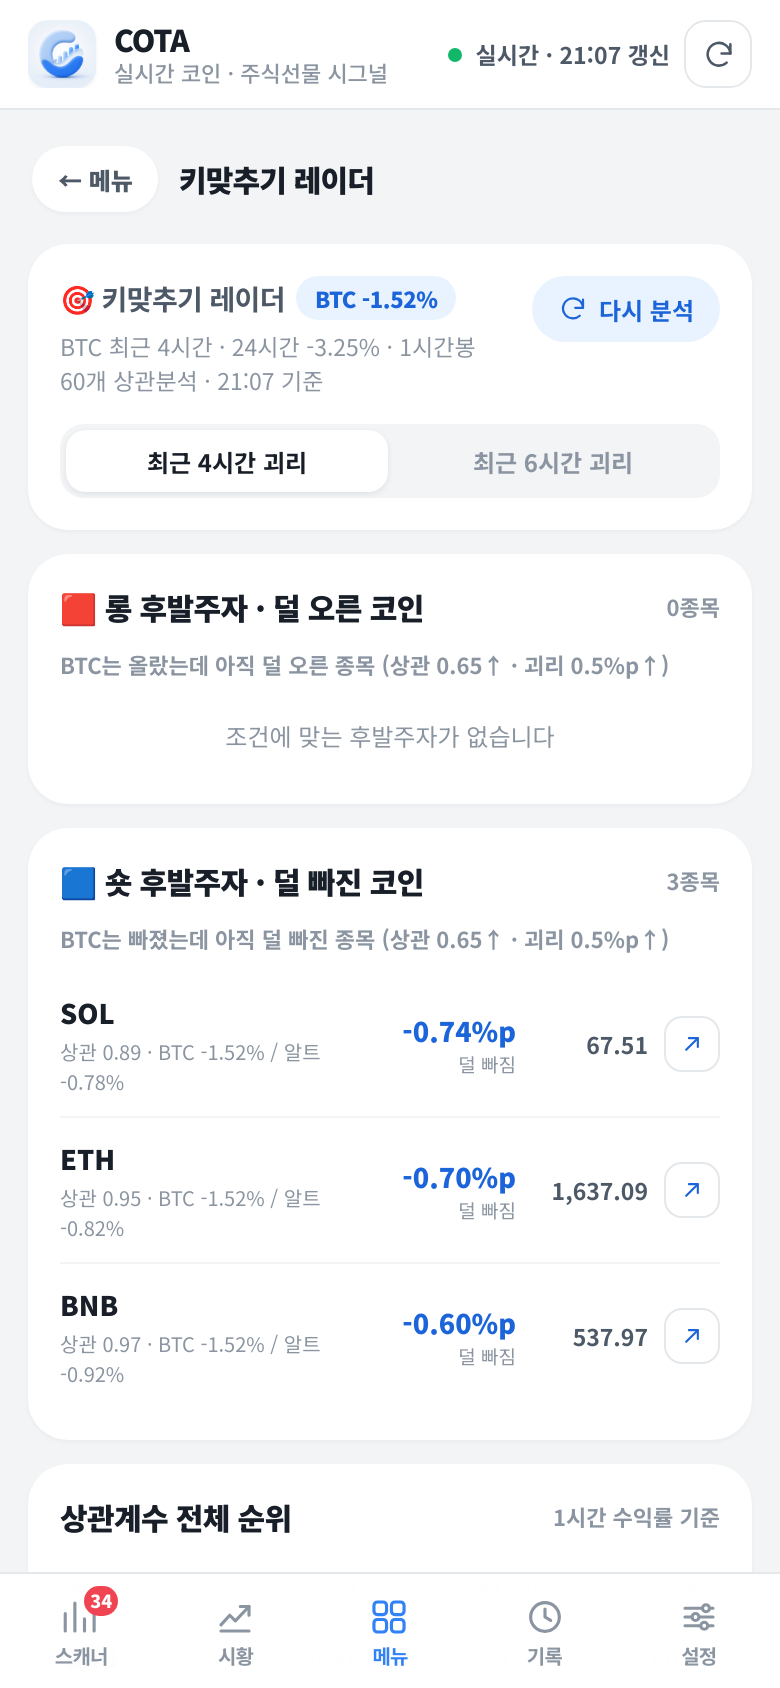 COTA
실시간 코인 · 주식선물 시그널
실시간 · 21:07 갱신
← 메뉴
키맞추기 레이더
키맞추기 레이더
BTC -1.52%
다시 분석
BTC 최근 4시간 · 24시간 -3.25% · 1시간봉
60개 상관분석 · 21:07 기준
최근 4시간 괴리
최근 6시간 괴리
롱 후발주자 · 덜 오른 코인
0종목
BTC는 올랐는데 아직 덜 오른 종목 (상관 0.65↑ · 괴리 0.5%p↑)
조건에 맞는 후발주자가 없습니다
숏 후발주자 · 덜 빠진 코인
3종목
BTC는 빠졌는데 아직 덜 빠진 종목 (상관 0.65↑ · 괴리 0.5%p↑)
SOL
상관 0.89 · BTC -1.52% / 알트
-0.78%
-0.74%p
덜 빠짐
67.51
ETH
상관 0.95 · BTC -1.52% / 알트
-0.82%
-0.70%p
덜 빠짐
1,637.09
BNB
상관 0.97 · BTC -1.52% / 알트
-0.92%
-0.60%p
덜 빠짐
537.97
상관계수 전체 순위
1시간 수익률 기준
34
스캐너
시황
메뉴
기록
설정